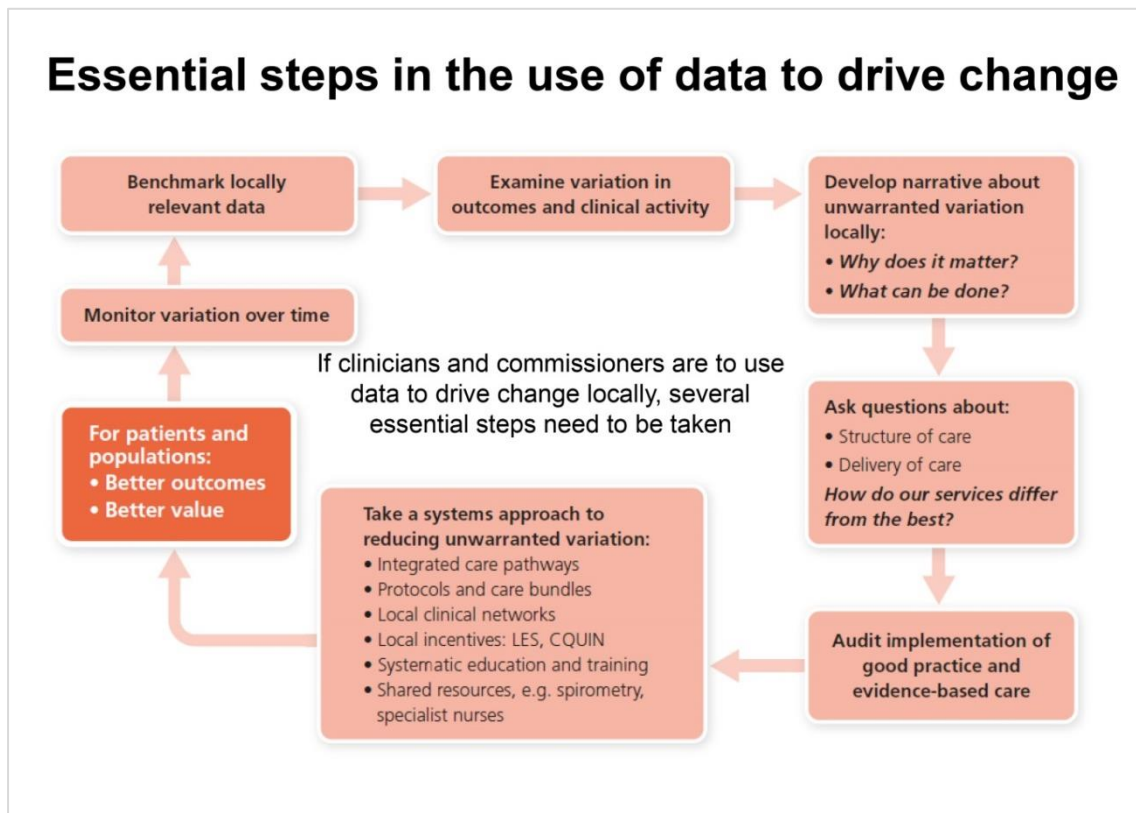 Essential steps in the use of data to drive change
Benchmark locally
relevant data
Examine variation in
outcomes and clinical activity
Develop narrative about
unwarranted variation
locally:
• Why does it matter?
• What can be done?
Monitor variation over time
If clinicians and commissioners are to use
data to drive change locally, several
essential steps need to be taken
Ask questions about:
• Structure of care
• Delivery of care
How do our services differ
from the best?
For patients and
populations:
• Better outcomes
• Better value
Take a systems approach to
reducing unwarranted variation:
• Integrated care pathways
• Protocols and care bundles
• Local clinical networks
• Local incentives: LES, CQUIN
• Systematic education and training
• Shared resources, e.g. spirometry,
specialist nurses
Audit implementation of
good practice and
evidence-based care